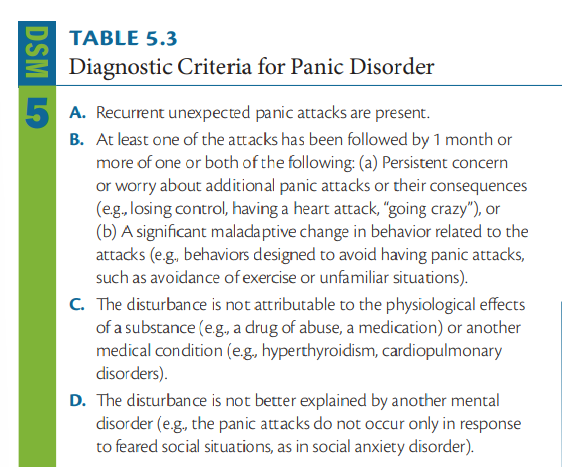 DSM
5
TABLE 5.3
Diagnostic Criteria for Panic Disorder
A. Recurrent unexpected panic attacks are present.
B. At least one of the attacks has been followed by 1 month or
more of one or both of the following: (a) Persistent concern
or worry about additional panic attacks or their consequences
(e.g., losing control, having a heart attack, “going crazy”), or
(b) A significant maladaptive change in behavior related to the
attacks (e.g., behaviors designed to avoid having panic attacks,
such as avoidance of exercise or unfamiliar situations).
C. The disturbance is not attributable to the physiological effects
of a substance (e.g., a drug of abuse, a medication) or another
medical condition (e.g., hyperthyroidism, cardiopulmonary
disorders).
D. The disturbance is not better explained by another mental
disorder (e.g., the panic attacks do not occur only in response
to feared social situations, as in social anxiety disorder).